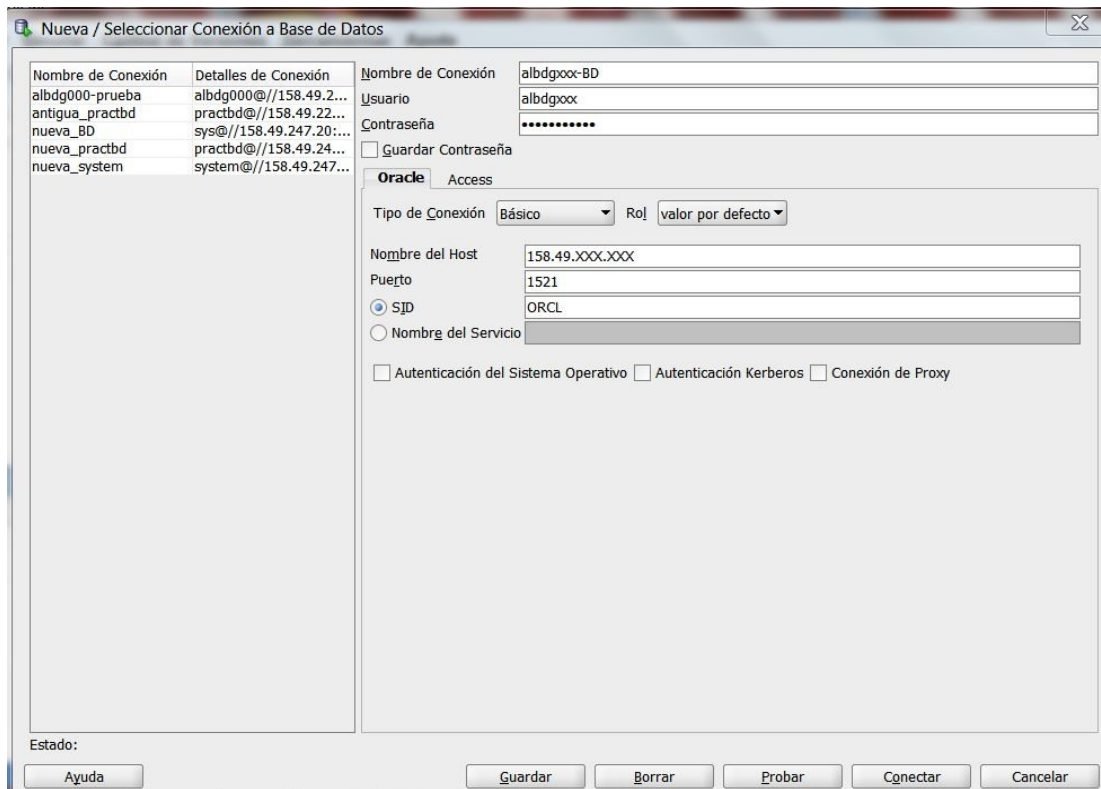 Nueva / Seleccionar Conexión a Base de Datos
Nombre de Conexión Detalles de Conexión
albdg000-prueba albdg000@//158.49.2...
antigua_practbd practbd@//158.49.22...
nueva_BD sys@//158.49.247.20:...
nueva_practbd practbd@//158.49.24...
nueva_system system@//158.49.247...
Nombre de Conexión albdgxxx-BD
Usuario albdgxxx
Contraseña •••••••••••
Guardar Contraseña
Oracle Access
Tipo de Conexión Básico Rol valor por defecto
Nombre del Host 158.49.XXX.XXX
Puerto 1521
SID ORCL
Nombre del Servicio
Autenticación del Sistema Operativo Autenticación Kerberos Conexión de Proxy
Estado:
Ayuda Guardar Borrar Probar Conectar Cancelar